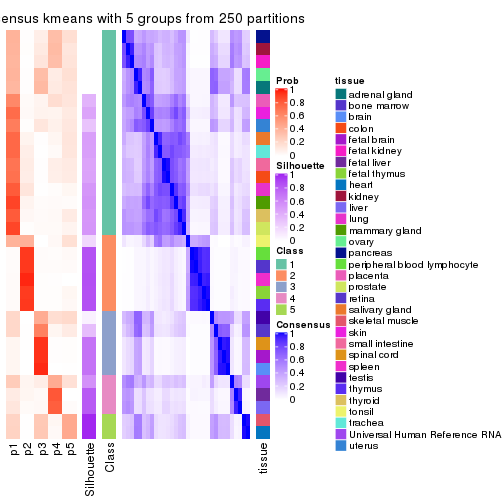 ensus kmeans with 5 groups from 250 partitions
Prob
1
0.8
0.6
0.4
0.2
0
Silhouette
1
0.8
0.6
0.4
0.2
0
Class
1
2
3
4
5
Consensus
1
0.8
0.6
0.4
0.2
0
tissue
adrenal gland
bone marrow
brain
colon
fetal brain
fetal kidney
fetal liver
fetal thymus
heart
kidney
liver
lung
mammary gland
ovary
pancreas
peripheral blood lymphocyte
placenta
prostate
retina
salivary gland
skeletal muscle
skin
small intestine
spinal cord
spleen
testis
thymus
thyroid
tonsil
trachea
Universal Human Reference RNA
uterus
p1
p2
p3
p4
p5
Silhouette
Class
tissue